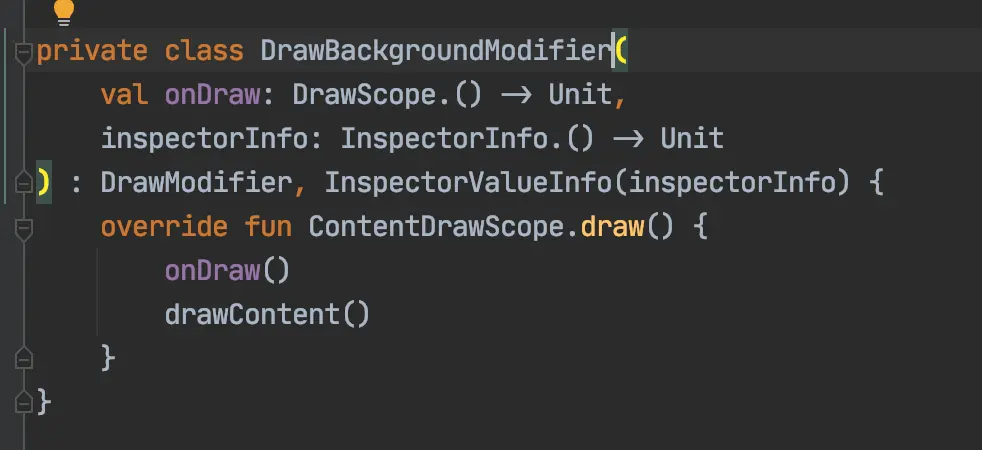 private class DrawBackgroundModifier(
    val onDraw: DrawScope.() -> Unit,
    inspectorInfo: InspectorInfo.() -> Unit
) : DrawModifier, InspectorValueInfo(inspectorInfo) {
    override fun ContentDrawScope.draw() {
        onDraw()
        drawContent()
    }
}